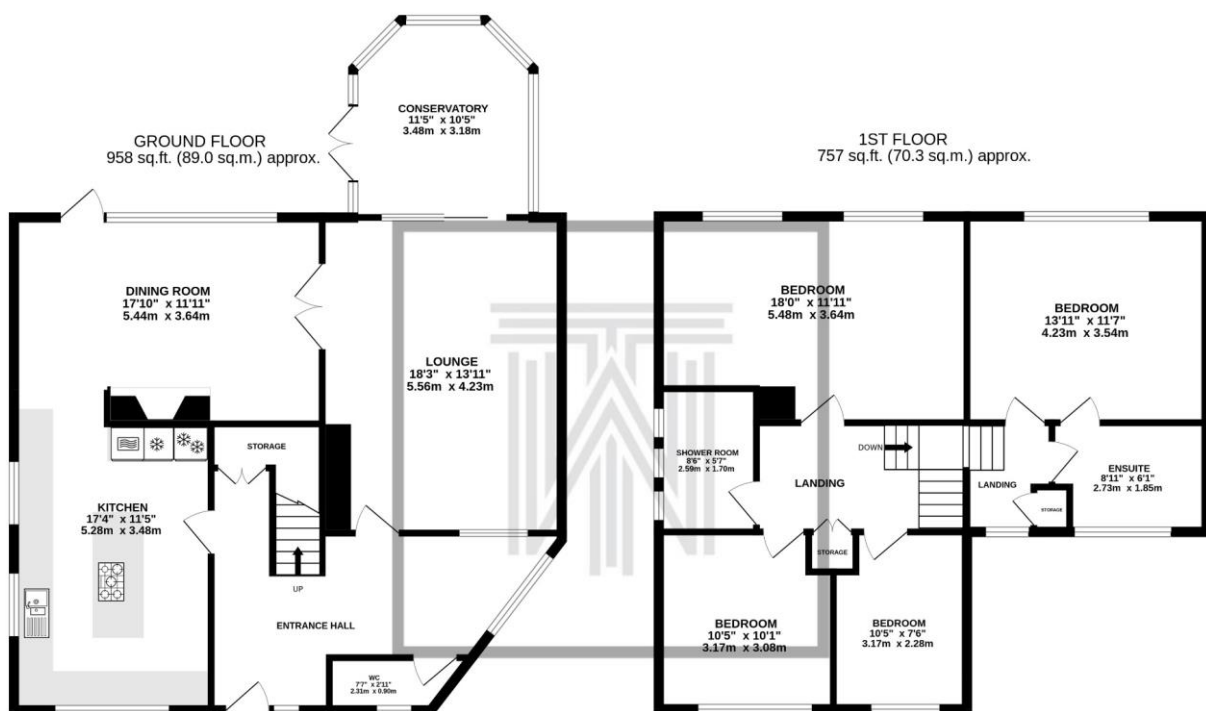 GROUND FLOOR
958 sq.ft. (89.0 sq.m.) approx.
CONSERVATORY
11'5" x 10'5"
3.48m x 3.18m
DINING ROOM
17'10" x 11'11"
5.44m x 3.64m
LOUNGE
18'3" x 13'11"
5.56m x 4.23m
STORAGE
KITCHEN
17'4" x 11'5"
5.28m x 3.48m
UP
ENTRANCE HALL
WC
7'7" x 2'11"
2.31m x 0.90m
1ST FLOOR
757 sq.ft. (70.3 sq.m.) approx.
BEDROOM
18'0" x 11'11"
5.48m x 3.64m
BEDROOM
13'11" x 11'7"
4.23m x 3.54m
SHOWER ROOM
8'6" x 5'7"
2.59m x 1.70m
DOWN
LANDING
LANDING
ENSUITE
8'11" x 6'1"
2.73m x 1.85m
STORAGE
STORAGE
BEDROOM
10'5" x 10'1"
3.17m x 3.08m
BEDROOM
10'5" x 7'6"
3.17m x 2.28m